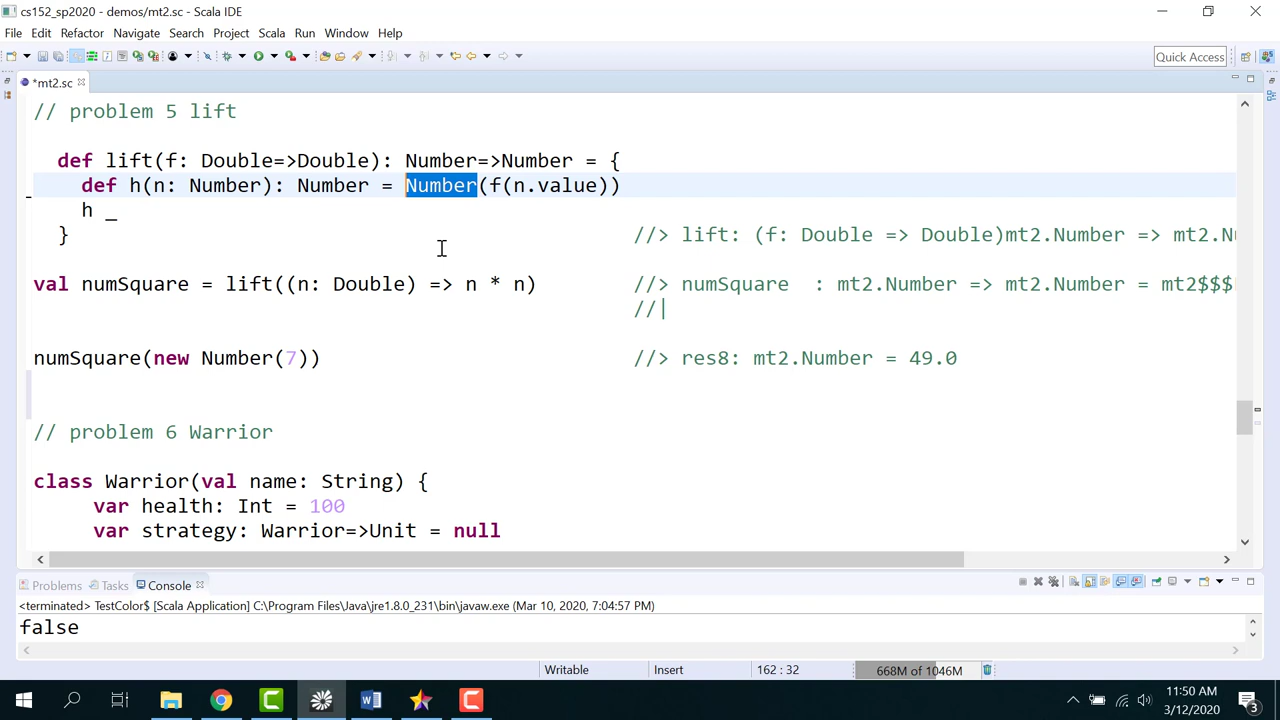 cs152_sp2020 - demos/mt2.sc - Scala IDE
File Edit Refactor Navigate Search Project Scala Run Window Help
Quick Access
*mt2.sc
// problem 5 lift
def lift(f: Double=>Double): Number=>Number = {
def h(n: Number): Number = Number(f(n.value))
h _
} //> lift: (f: Double => Double)mt2.Number => mt2.Nu
val numSquare = lift((n: Double) => n * n) //> numSquare : mt2.Number => mt2.Number = mt2$$$
//|
numSquare(new Number(7)) //> res8: mt2.Number = 49.0
// problem 6 Warrior
class Warrior(val name: String) {
var health: Int = 100
var strategy: Warrior=>Unit = null
Problems Tasks Console
<terminated> TestColor$ [Scala Application] C:\Program Files\Java\jre1.8.0_231\bin\javaw.exe (Mar 10, 2020, 7:04:57 PM)
false
Writable Insert 162 : 32 668M of 1046M
11:50 AM
3/12/2020
3